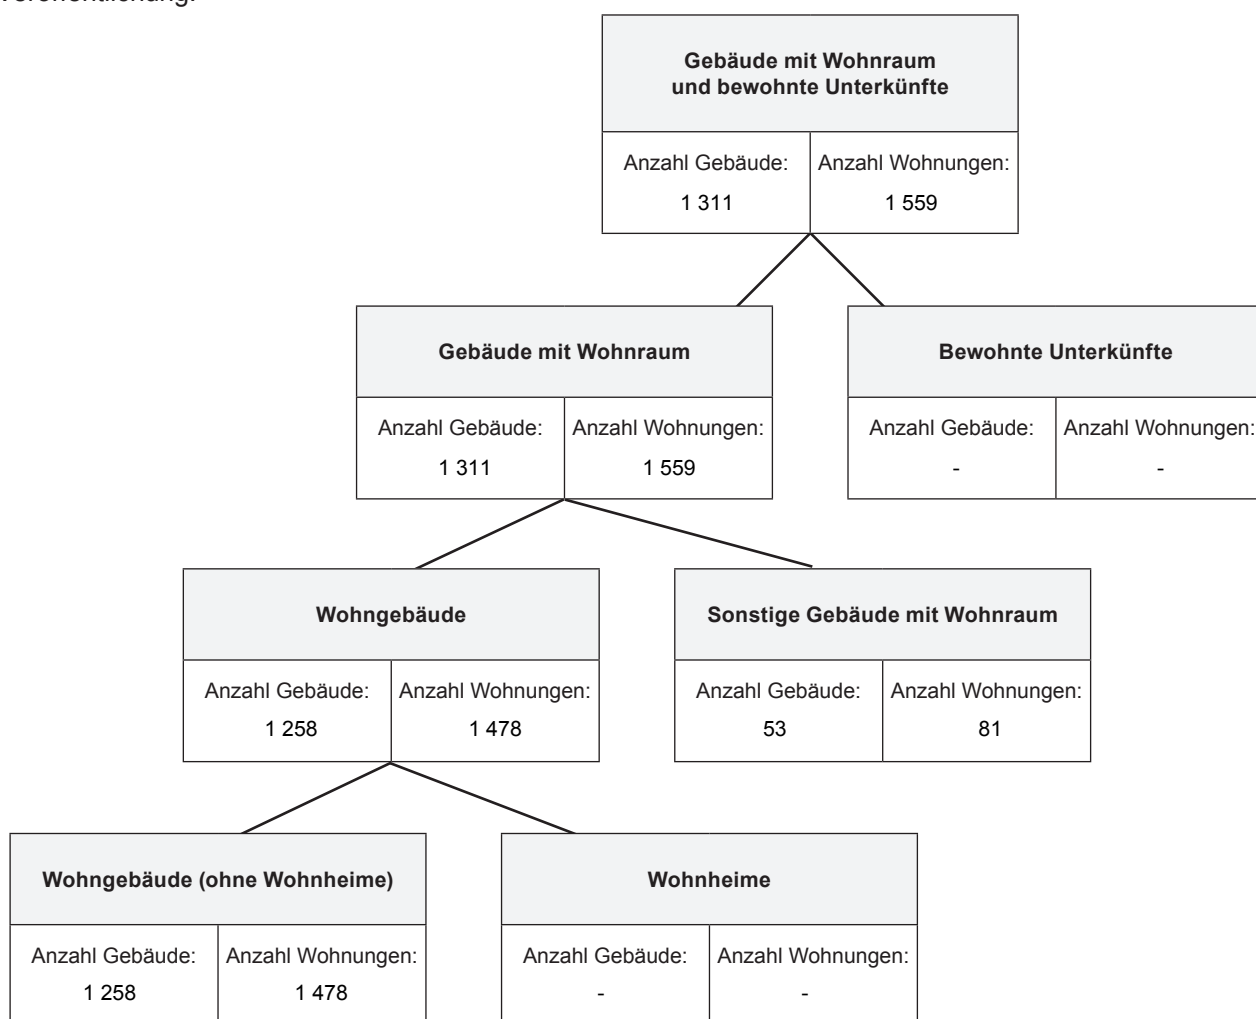 Veröffentlichung.
Gebäude mit Wohnraum
und bewohnte Unterkünfte
Anzahl Gebäude: Anzahl Wohnungen:
1 311 1 559
Gebäude mit Wohnraum Bewohnte Unterkünfte
Anzahl Gebäude: Anzahl Wohnungen: Anzahl Gebäude: Anzahl Wohnungen:
1 311 1 559 - -
Wohngebäude Sonstige Gebäude mit Wohnraum
Anzahl Gebäude: Anzahl Wohnungen: Anzahl Gebäude: Anzahl Wohnungen:
1 258 1 478 53 81
Wohngebäude (ohne Wohnheime) Wohnheime
Anzahl Gebäude: Anzahl Wohnungen: Anzahl Gebäude: Anzahl Wohnungen:
1 258 1 478 - -